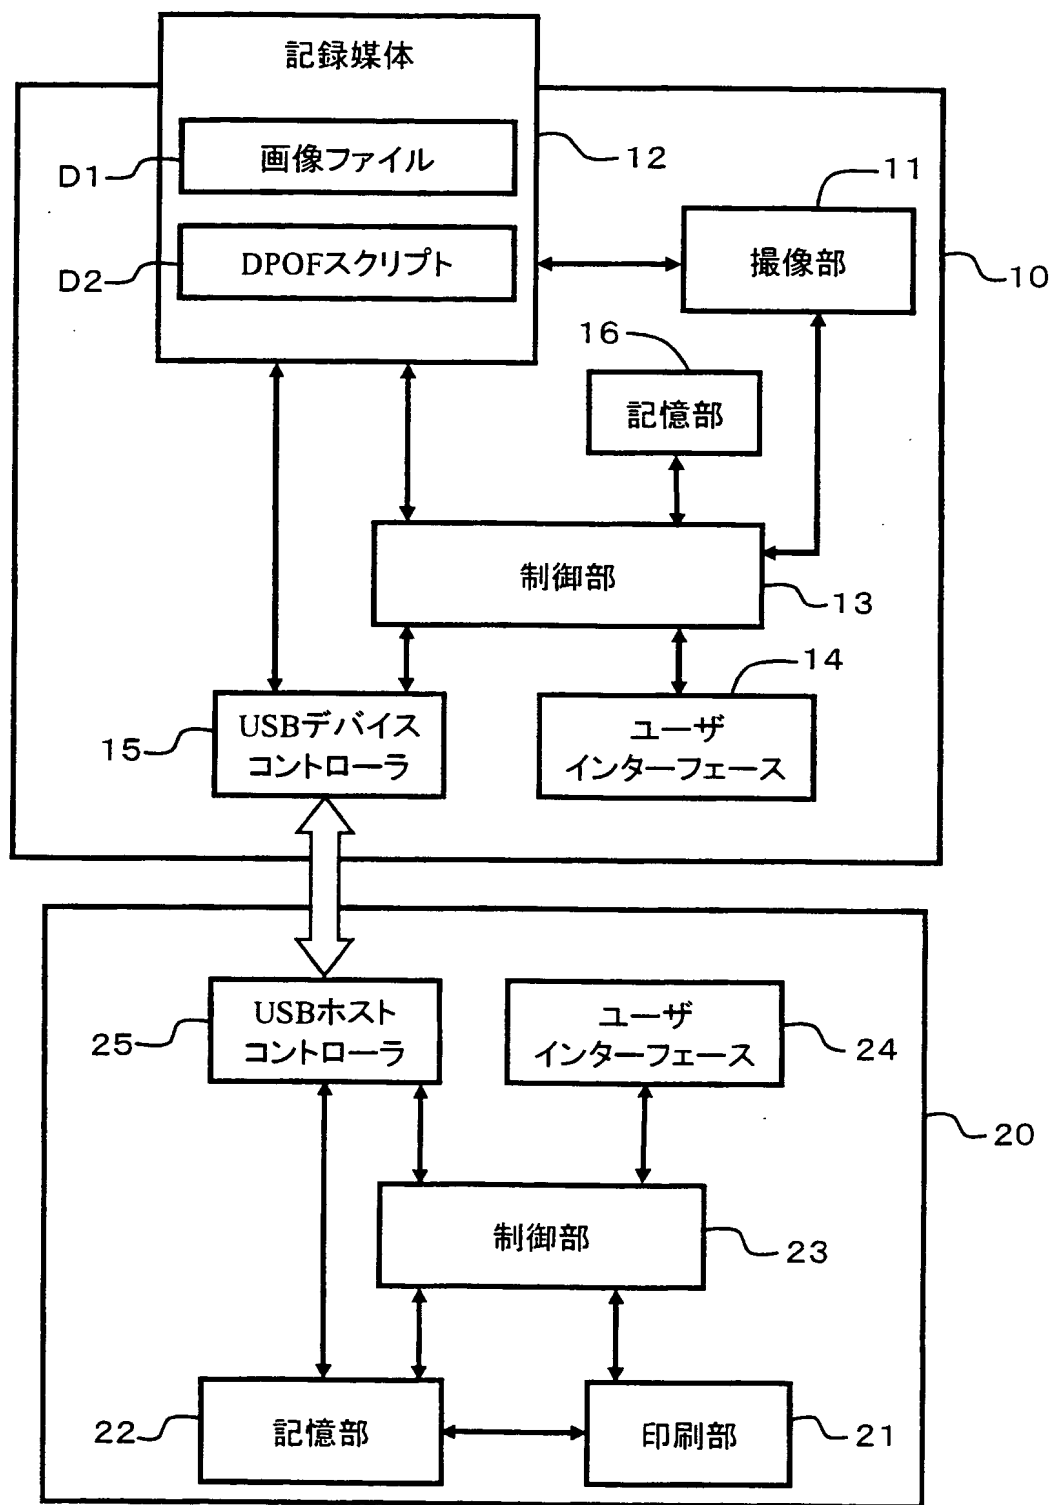 記録媒体
画像ファイル
D1
12
11
DPOFスクリプト
D2
撮像部
10
16
記憶部
制御部
13
14
USBデバイス
コントローラ
15
ユーザ
インターフェース
USBホスト
コントローラ
25
ユーザ
インターフェース
24
20
制御部
23
22
記憶部
印刷部
21